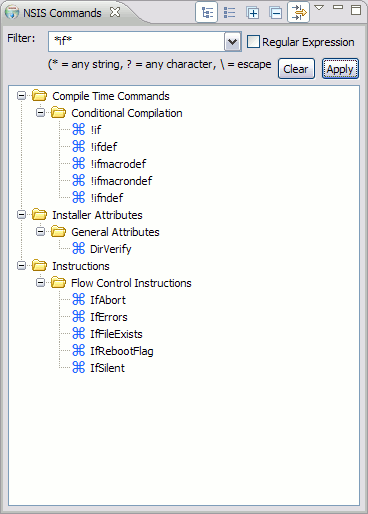 NSIS Commands
Filter: *if* Regular Expression
(* = any string, ? = any character, \ = escape Clear Apply
Compile Time Commands
Conditional Compilation
!if
!ifdef
!ifmacrodef
!ifmacrondef
!ifndef
Installer Attributes
General Attributes
DirVerify
Instructions
Flow Control Instructions
IfAbort
IfErrors
IfFileExists
IfRebootFlag
IfSilent